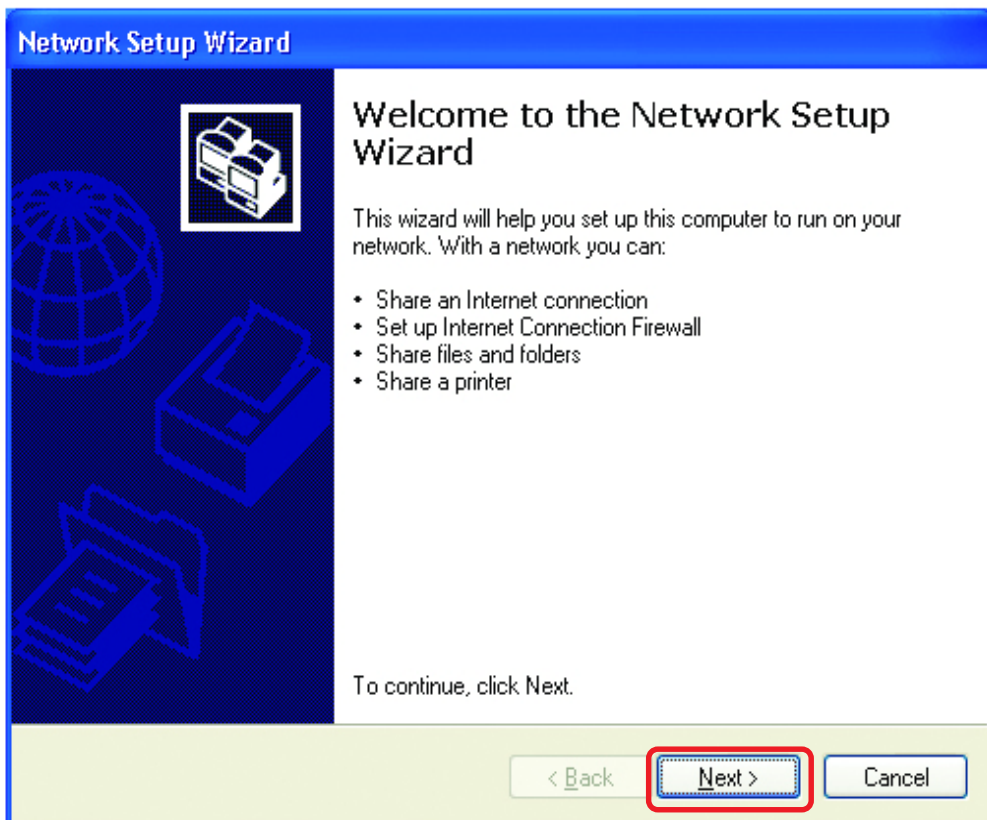 Network Setup Wizard
Welcome to the Network Setup
Wizard
This wizard will help you set up this computer to run on your
network. With a network you can:
• Share an Internet connection
• Set up Internet Connection Firewall
• Share files and folders
• Share a printer
To continue, click Next.
< Back
Next >
Cancel